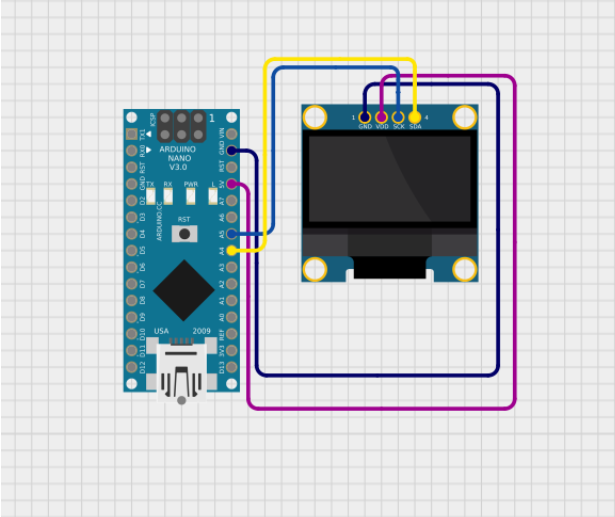 ICSP
1
TX1
RX0
RST
GND
D2
D3
D4
D5
D6
D7
D8
D9
D10
D11
D12
ARDUINO
NANO
V3.0
TX RX PWR L
RST
ARDUINO.CC
USA 2009
VIN
GND
RST
5V
A7
A6
A5
A4
A3
A2
A1
A0
REF
3V3
D13
1 4
GND VDD SCK SDA